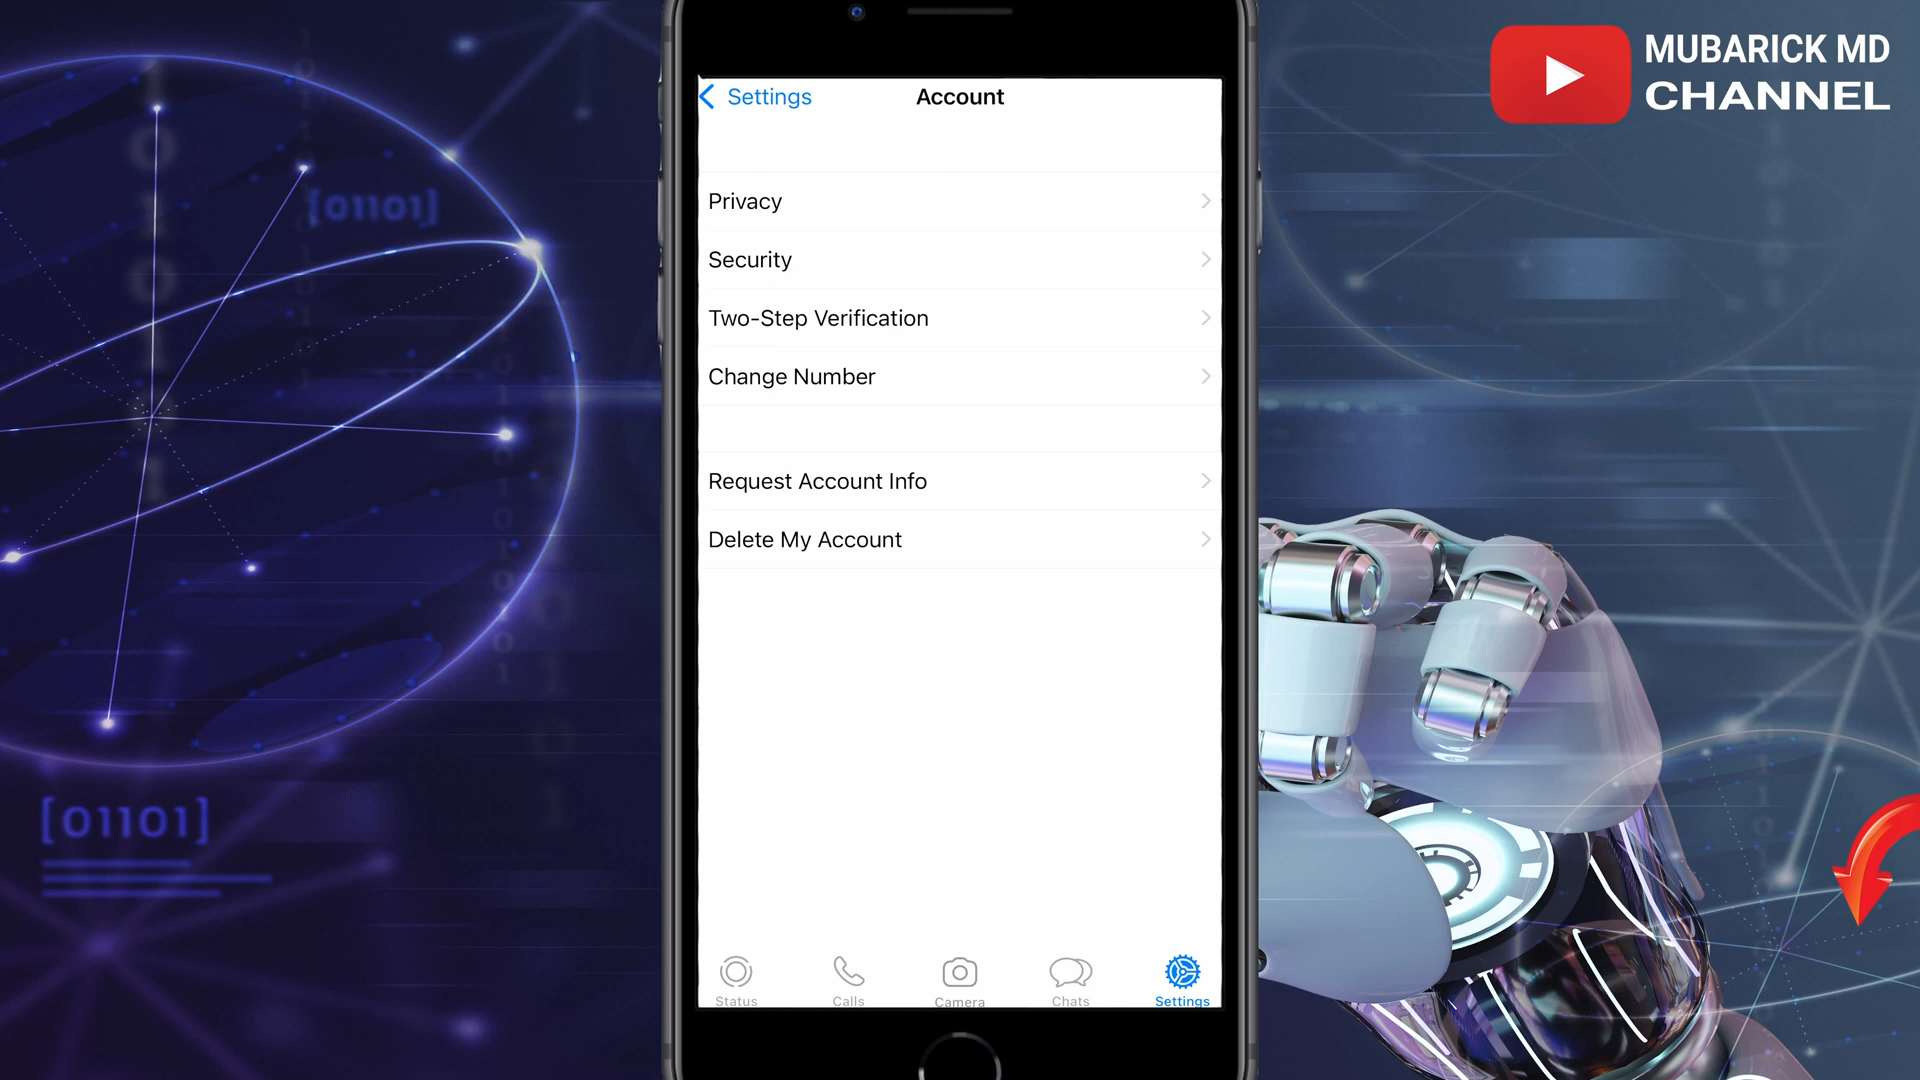 MUBARICK MD
CHANNEL
Settings
Account
Privacy
Security
Two-Step Verification
Change Number
Request Account Info
Delete My Account
Status
Calls
Camera
Chats
Settings
[01101]
[01101]